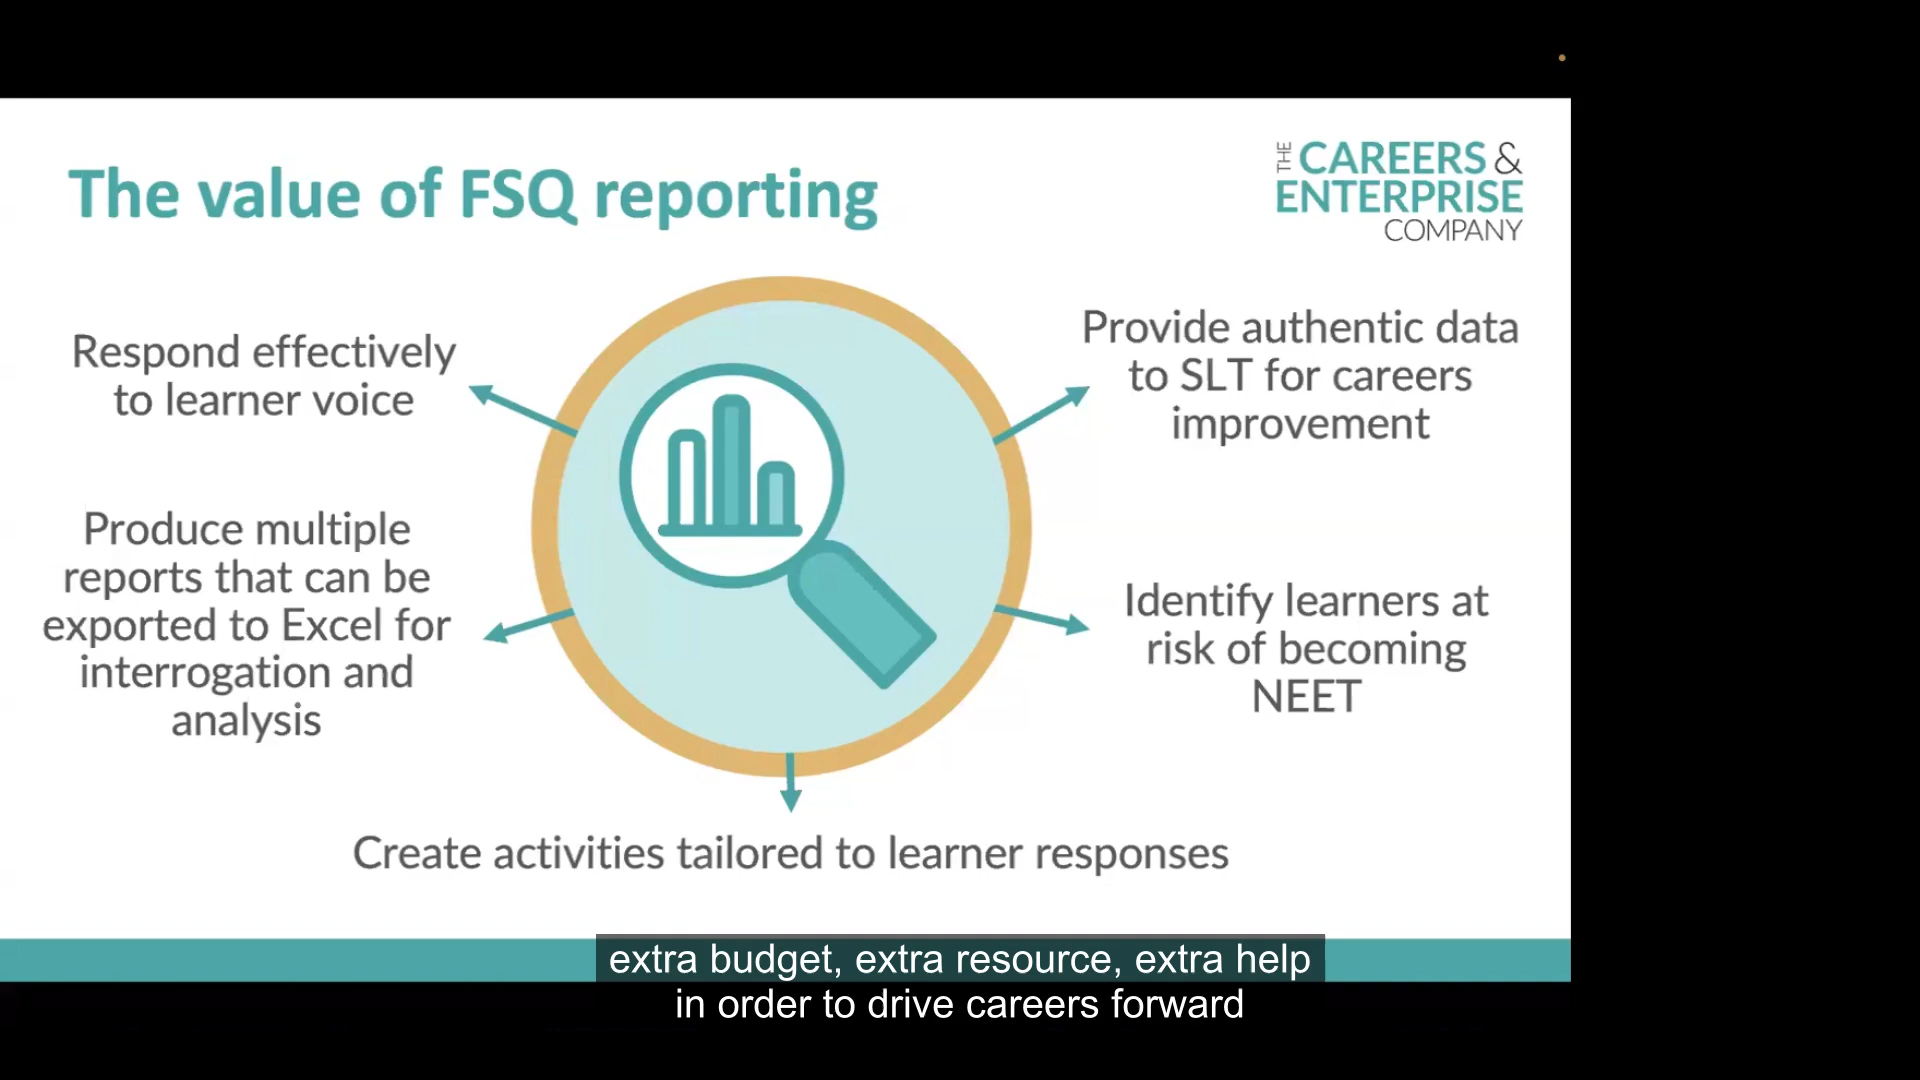 The value of FSQ reporting
THE CAREERS &
ENTERPRISE
COMPANY
Respond effectively
to learner voice
Provide authentic data
to SLT for careers
improvement
Produce multiple
reports that can be
exported to Excel for
interrogation and
analysis
Identify learners at
risk of becoming
NEET
Create activities tailored to learner responses
extra budget, extra resource, extra help
in order to drive careers forward